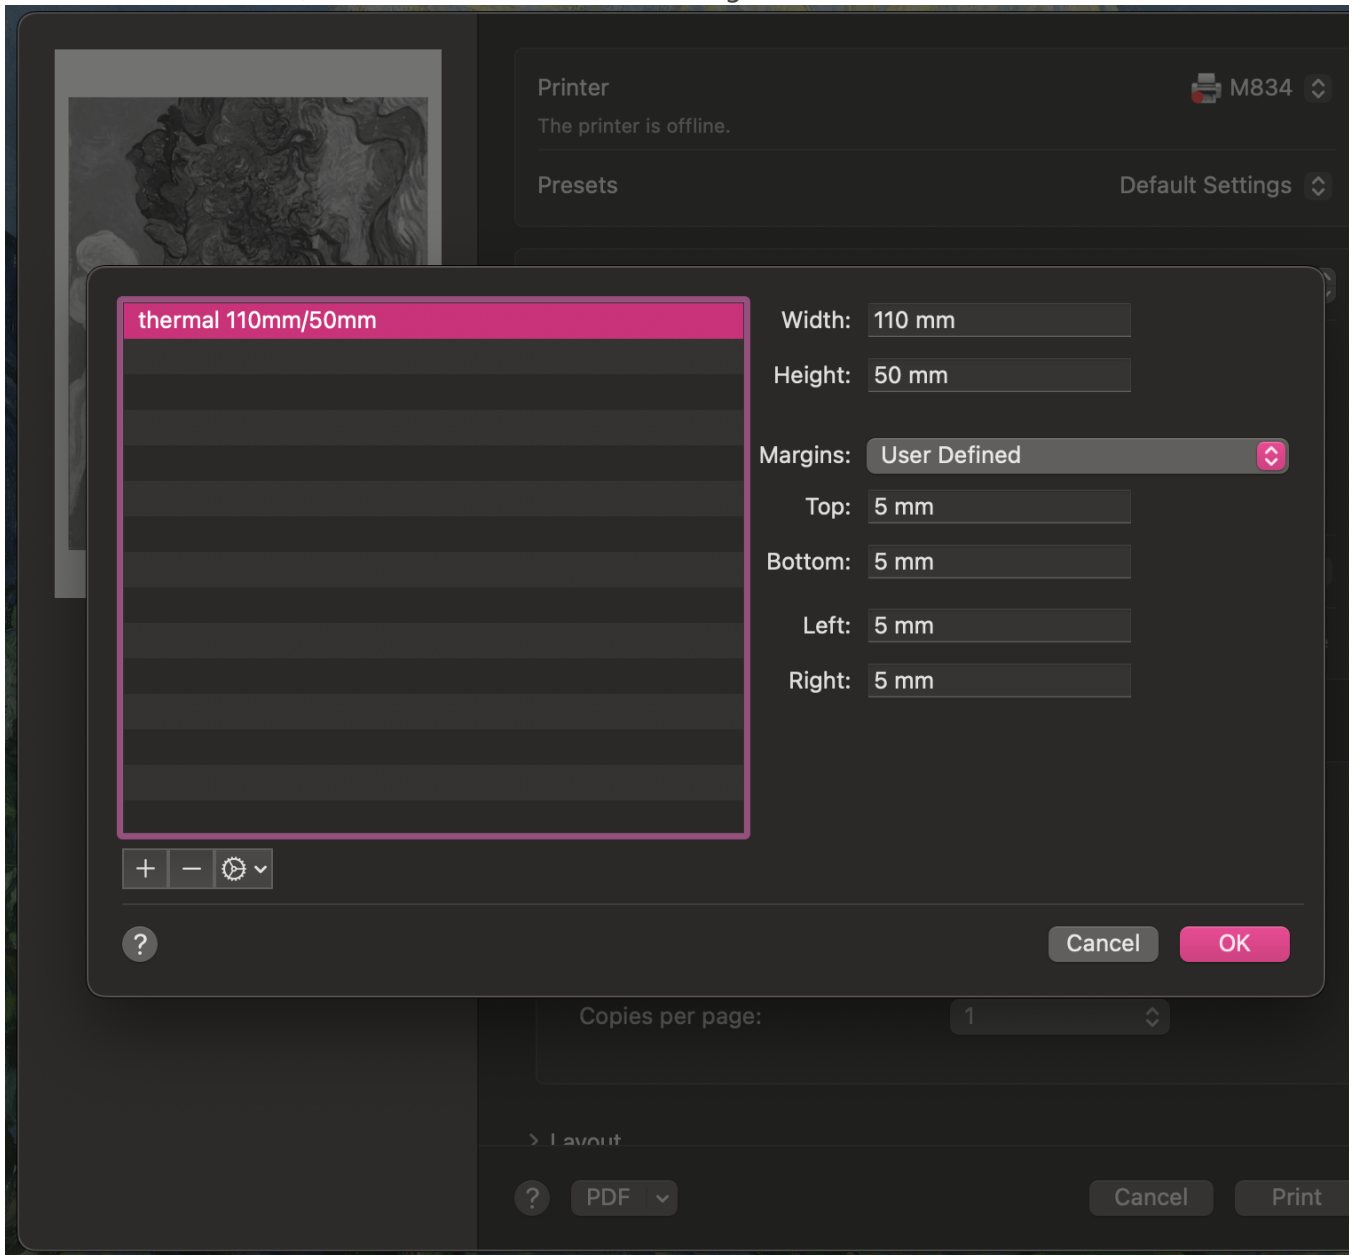 Printer
M834
The printer is offline.
Presets
Default Settings
thermal 110mm/50mm
Width:
110 mm
Height:
50 mm
Margins:
User Defined
Top:
5 mm
Bottom:
5 mm
Left:
5 mm
Right:
5 mm
?
Cancel
OK
Copies per page:
1
Layout
?
PDF
Cancel
Print